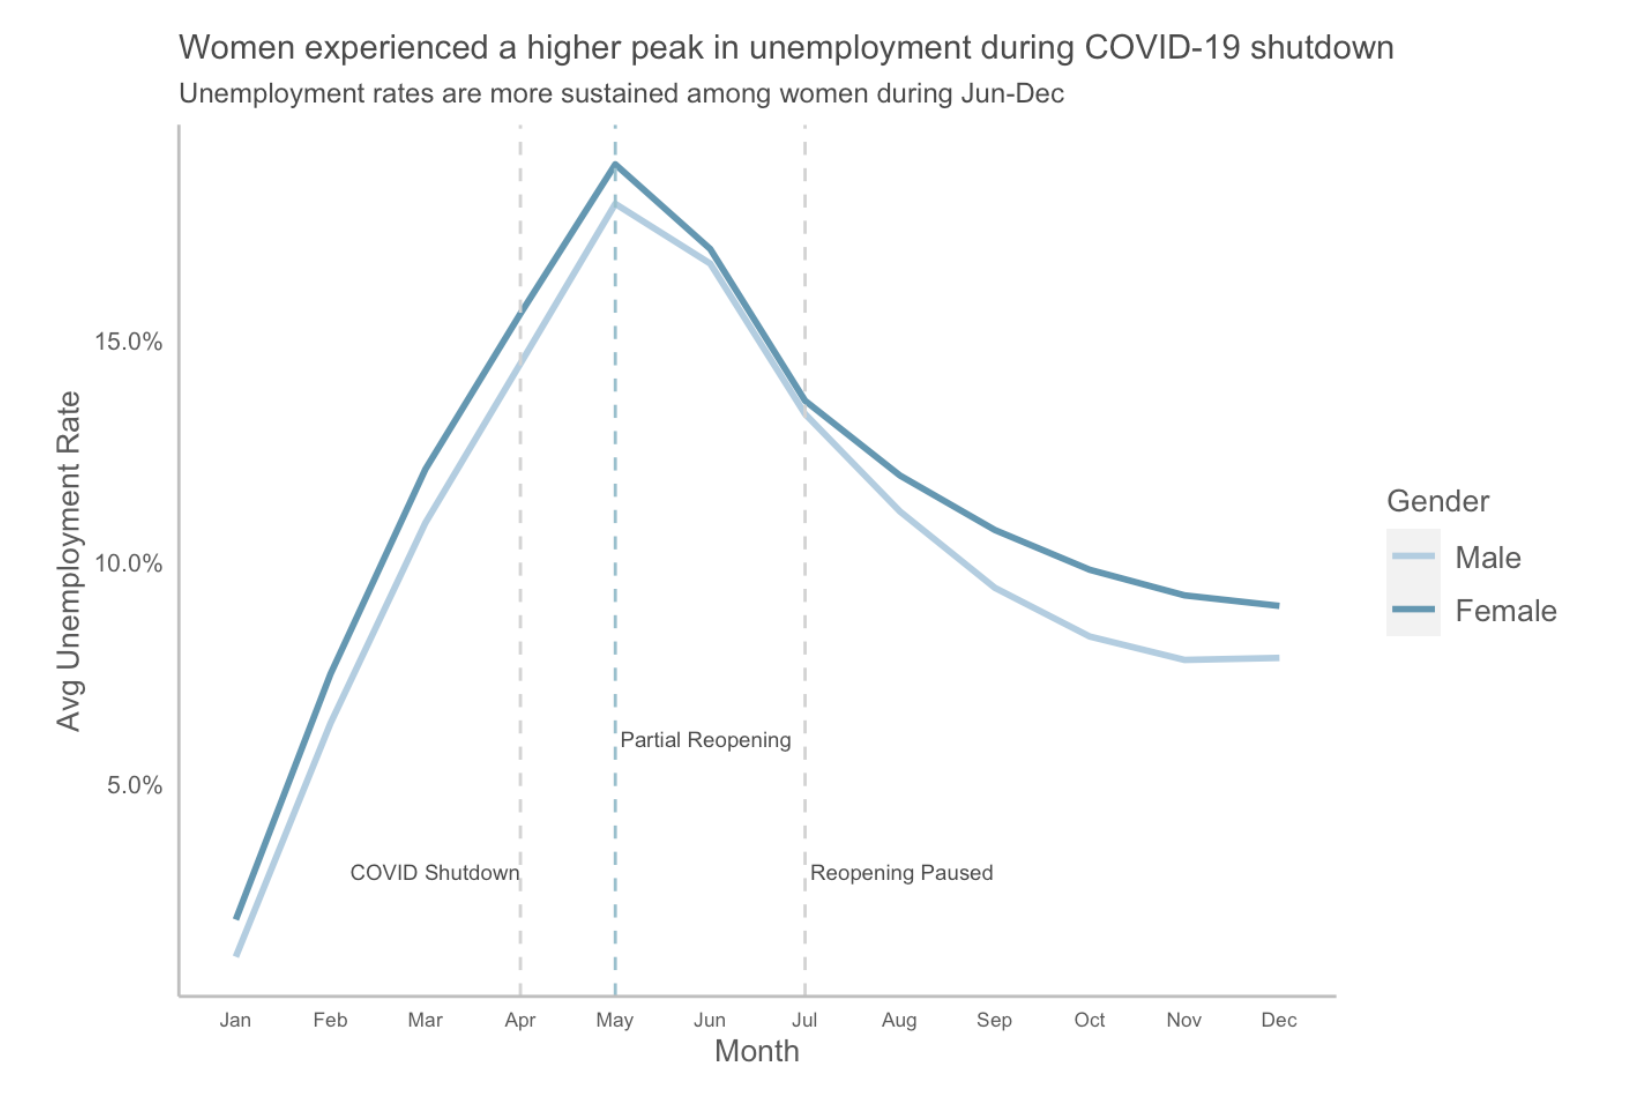 Women experienced a higher peak in unemployment during COVID-19 shutdown
Unemployment rates are more sustained among women during Jun-Dec
Avg Unemployment Rate
15.0%
10.0%
5.0%
Partial Reopening
COVID Shutdown
Reopening Paused
Jan Feb Mar Apr May Jun Jul Aug Sep Oct Nov Dec
Month
Gender
Male
Female